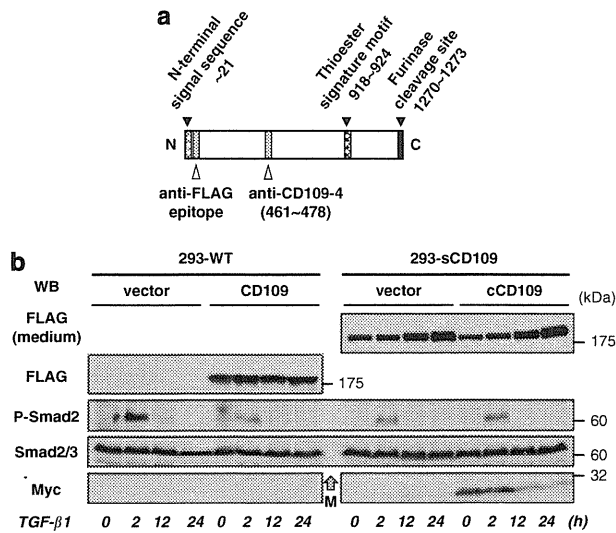 a
N-terminal
signal sequence
~21
Thioester
signature motif
918~924
Furinase
cleavage site
1270~1273
N
C
anti-FLAG
epitope
anti-CD109-4
(461~478)
b
293-WT
293-sCD109
WB
vector
CD109
vector
cCD109
(kDa)
FLAG
(medium)
175
FLAG
175
P-Smad2
60
Smad2/3
60
Myc
M
32
TGF-β1
0 2 12 24 0 2 12 24 0 2 12 24 0 2 12 24 (h)